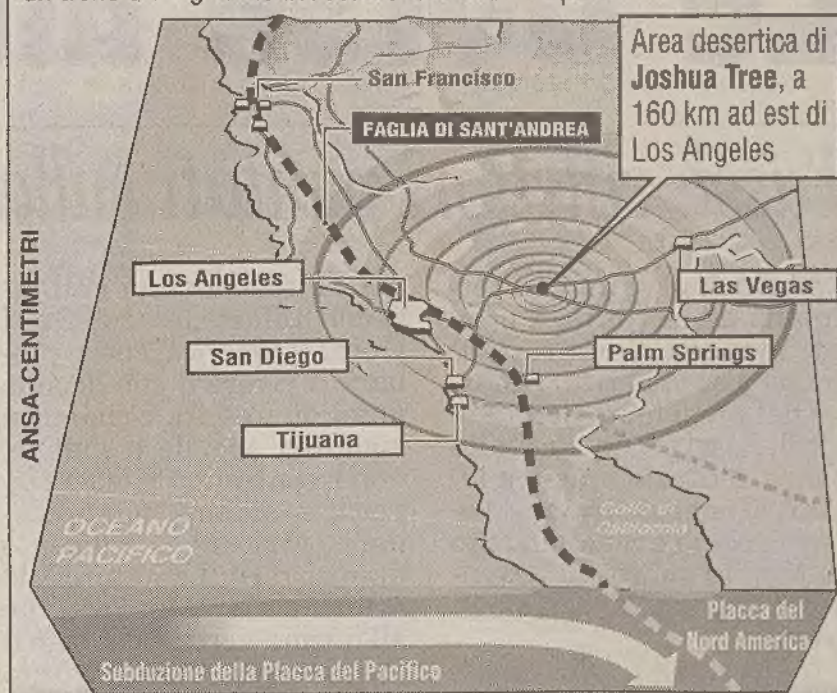 Area desertica di
Joshua Tree, a
160 km ad est di
Los Angeles
San Francisco
FAGLIA DI SANT'ANDREA
ANSA-CENTIMETRI
Los Angeles
Las Vegas
San Diego
Palm Springs
Tijuana
OCEANO
PACIFICO
Golfo di
California
Placca del
Nord America
Subduzione della Placca del Pacifico